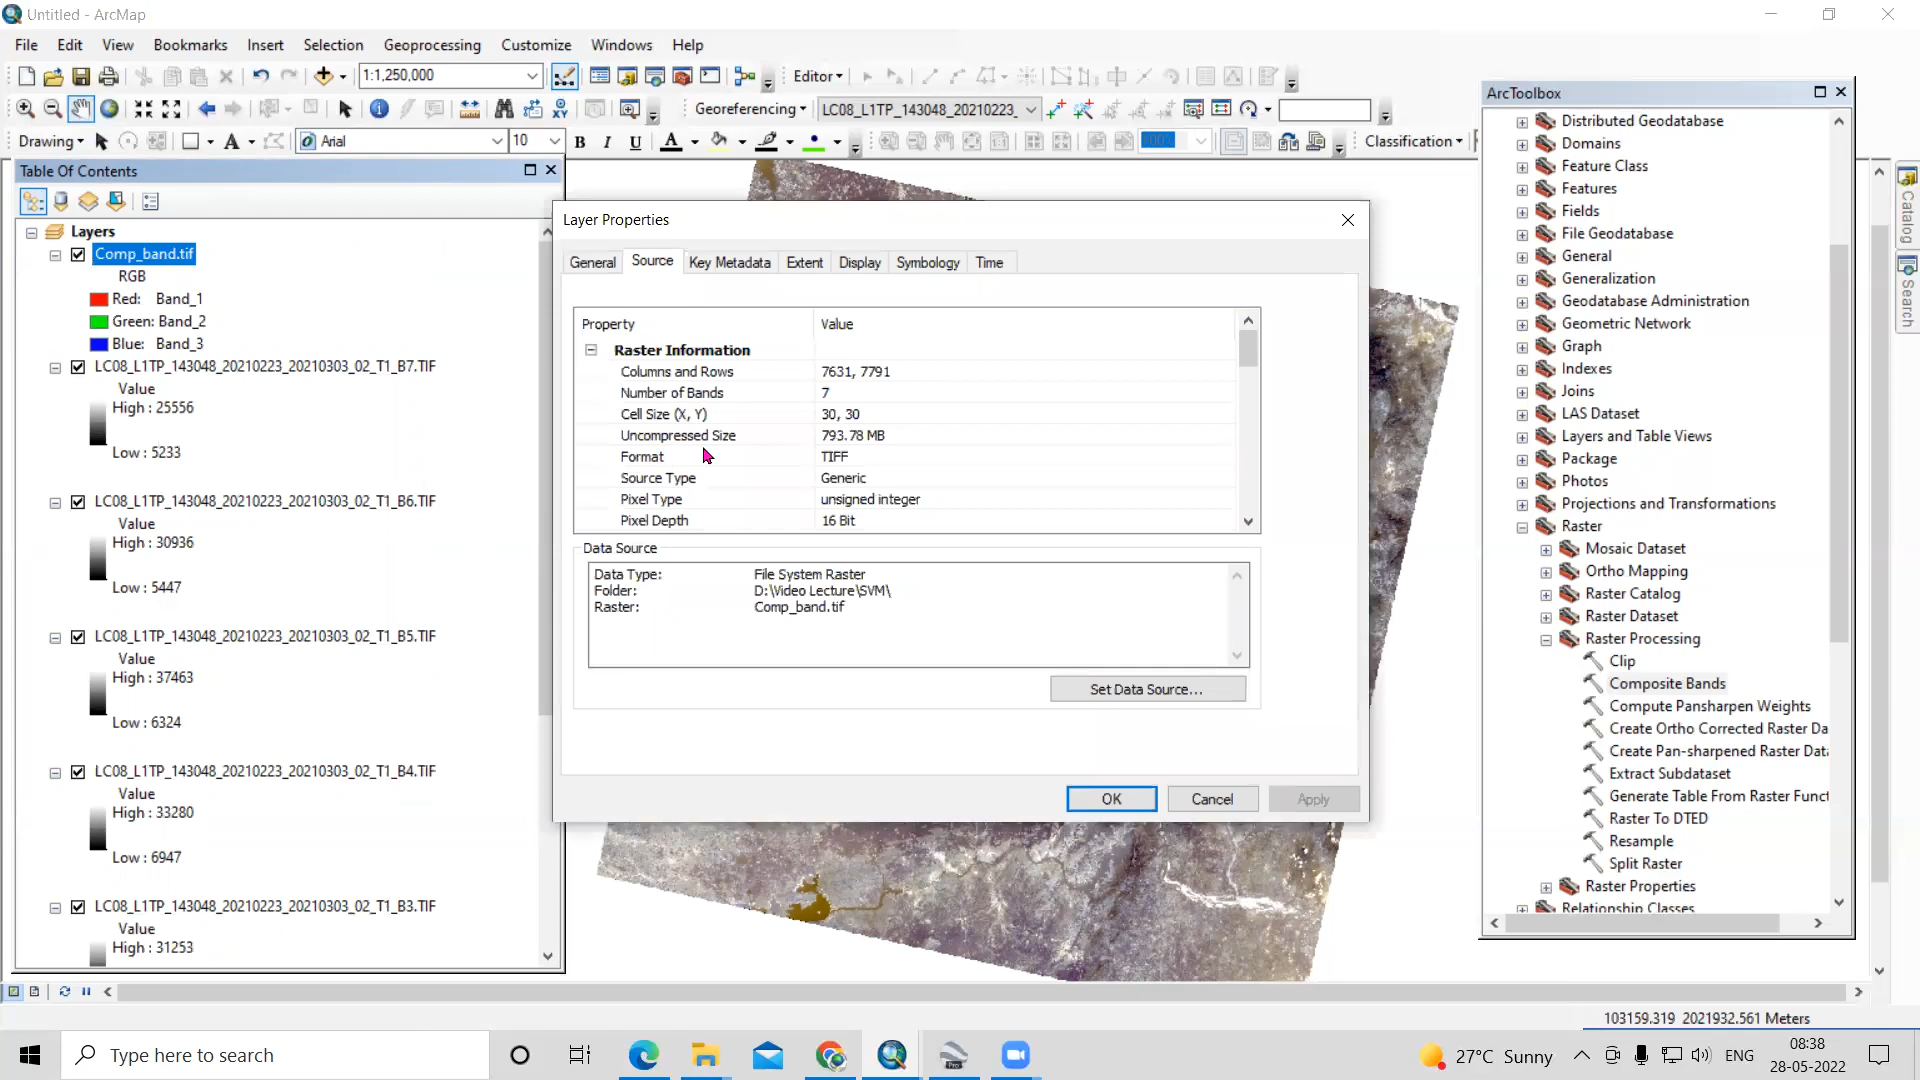 Untitled - ArcMap
File Edit View Bookmarks Insert Selection Geoprocessing Customize Windows Help
1:1,250,000
Editor
Georeferencing
LC08_L1TP_143048_20210223_
Drawing
A
Arial
10
B I U A
Classification
Table Of Contents
Layers
Comp_band.tif
RGB
Red: Band_1
Green: Band_2
Blue: Band_3
LC08_L1TP_143048_20210223_20210303_02_T1_B7.TIF
Value
High : 25556
Low : 5233
LC08_L1TP_143048_20210223_20210303_02_T1_B6.TIF
Value
High : 30936
Low : 5447
LC08_L1TP_143048_20210223_20210303_02_T1_B5.TIF
Value
High : 37463
Low : 6324
LC08_L1TP_143048_20210223_20210303_02_T1_B4.TIF
Value
High : 33280
Low : 6947
LC08_L1TP_143048_20210223_20210303_02_T1_B3.TIF
Value
High : 31253
Layer Properties
General Source Key Metadata Extent Display Symbology Time
Property Value
Raster Information
Columns and Rows 7631, 7791
Number of Bands 7
Cell Size (X, Y) 30, 30
Uncompressed Size 793.78 MB
Format TIFF
Source Type Generic
Pixel Type unsigned integer
Pixel Depth 16 Bit
Data Source
Data Type: File System Raster
Folder: D:\Video Lecture\SVM\
Raster: Comp_band.tif
Set Data Source...
OK Cancel Apply
ArcToolbox
Distributed Geodatabase
Domains
Feature Class
Features
Fields
File Geodatabase
General
Generalization
Geodatabase Administration
Geometric Network
Graph
Indexes
Joins
LAS Dataset
Layers and Table Views
Package
Photos
Projections and Transformations
Raster
Mosaic Dataset
Ortho Mapping
Raster Catalog
Raster Dataset
Raster Processing
Clip
Composite Bands
Compute Pansharpen Weights
Create Ortho Corrected Raster Da
Create Pan-sharpened Raster Data
Extract Subdataset
Generate Table From Raster Funct
Raster To DTED
Resample
Split Raster
Raster Properties
Relationship Classes
Catalog
Search
103159.319 2021932.561 Meters
Type here to search
Pro
27°C Sunny
ENG
08:38
28-05-2022